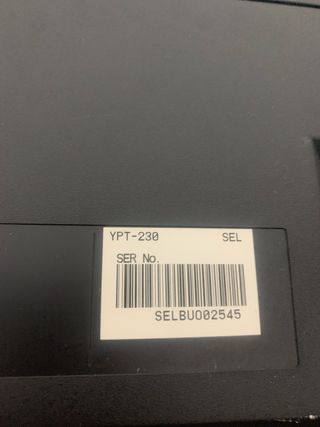 YPT-230 SEL
SER No.
SELBU002545